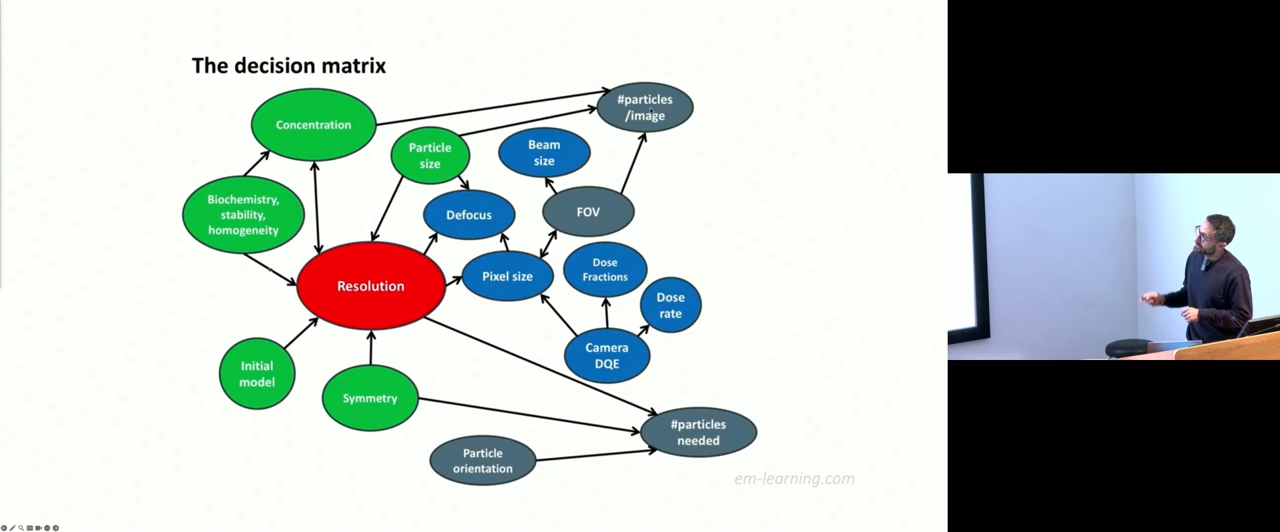 The decision matrix
#particles
/image
Concentration
Particle
size
Beam
size
Biochemistry,
stability,
homogeneity
Defocus
FOV
Resolution
Pixel size
Dose
Fractions
Dose
rate
Camera
DQE
Initial
model
Symmetry
#particles
needed
Particle
orientation
em-learning.com